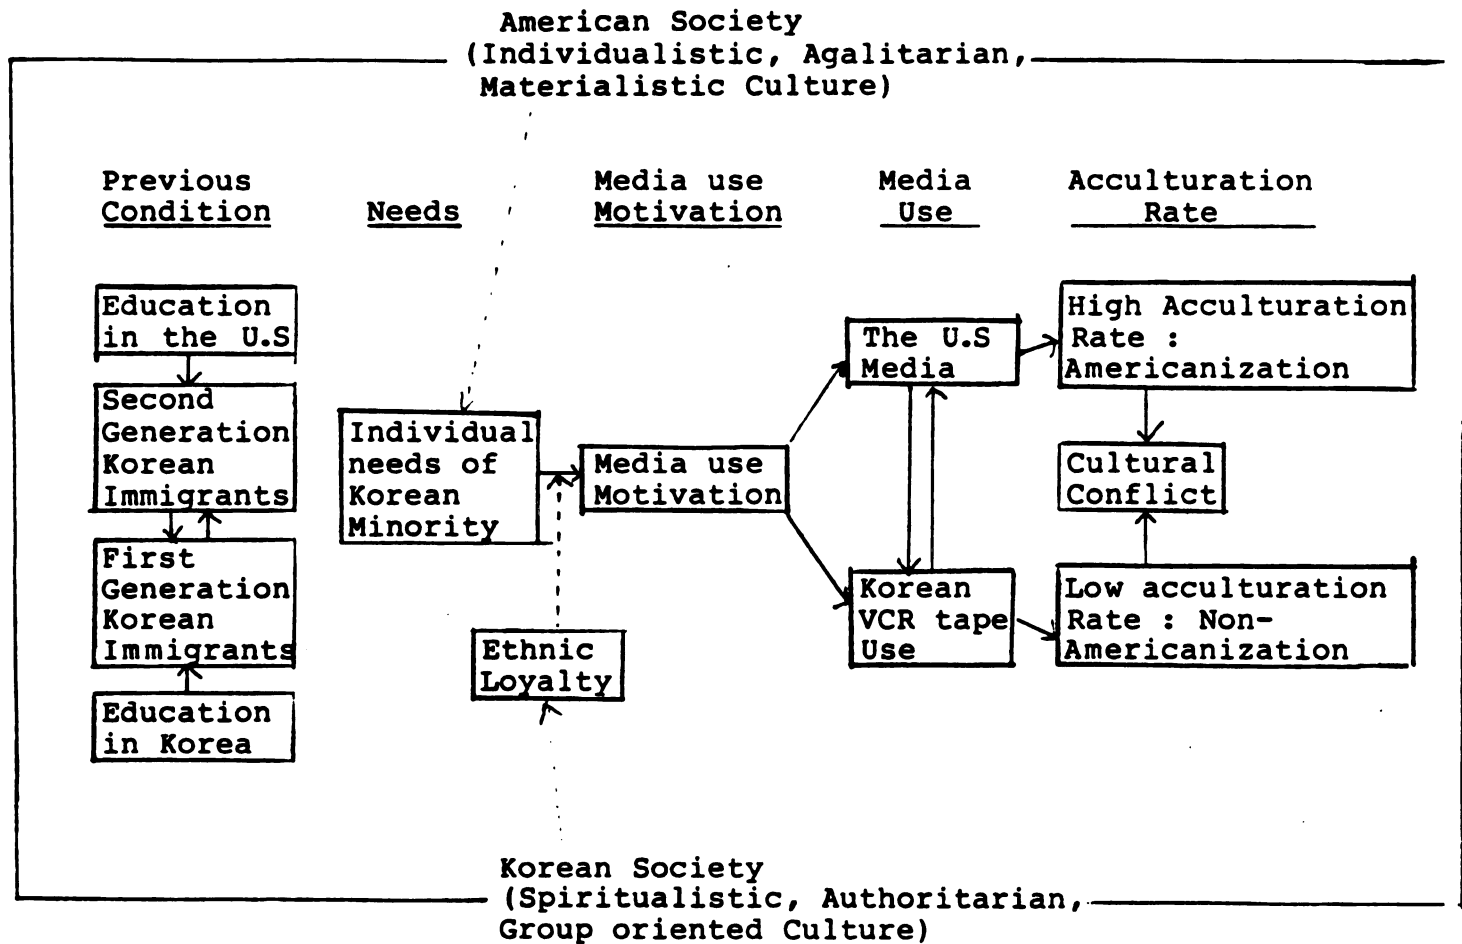 American Society
(Individualistic, Agalitarian,
Materialistic Culture)
Previous
Condition
Needs
Media use
Motivation
Media
Use
Acculturation
Rate
Education
in the U.S
Second
Generation
Korean
Immigrants
First
Generation
Korean
Immigrants
Education
in Korea
Individual
needs of
Korean
Minority
Ethnic
Loyalty
Media use
Motivation
The U.S
Media
Korean
VCR tape
Use
High Acculturation
Rate :
Americanization
Cultural
Conflict
Low acculturation
Rate : Non-
Americanization
Korean Society
(Spiritualistic, Authoritarian,
Group oriented Culture)